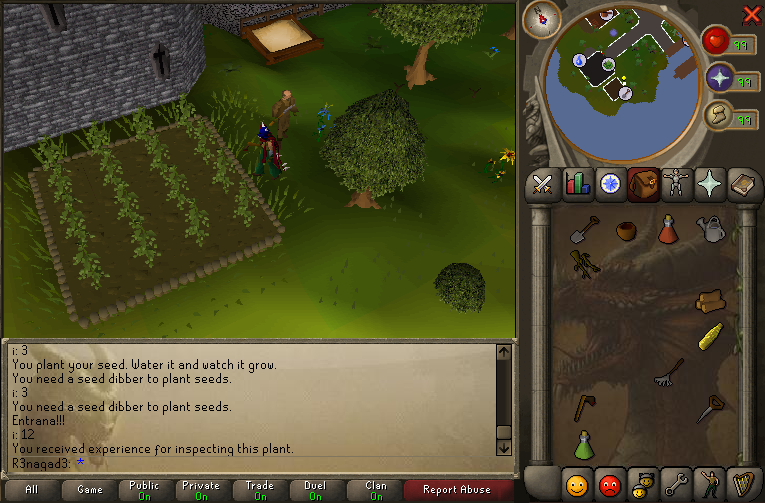 99
99
99
i: 3
You plant your seed. Water it and watch it grow.
You need a seed dibber to plant seeds.
i: 3
You need a seed dibber to plant seeds.
Entrana!!!
i: 12
You received experience for inspecting this plant.
R3nagad3: *
All Game Public On Private On Trade On Duel On Clan On Report Abuse